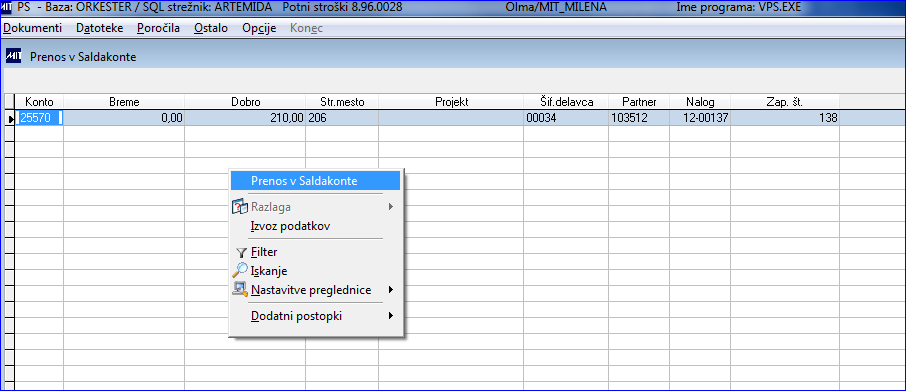 MIT PS - Baza: ORKESTER / SQL strežnik: ARTEMIDA Potni stroški 8.96.0028 Olma/MIT_MILENA Ime programa: VPS.EXE
Dokumenti Datoteke Poročila Ostalo Opcije Konec
MIT Prenos v Saldakonte
Konto Breme Dobro Str.mesto Projekt Šif.delavca Partner Nalog Zap. št.
25570 0,00 210,00 206 00034 103512 12-00137 138
Prenos v Saldakonte
Razlaga
Izvoz podatkov
Filter
Iskanje
Nastavitve preglednice
Dodatni postopki